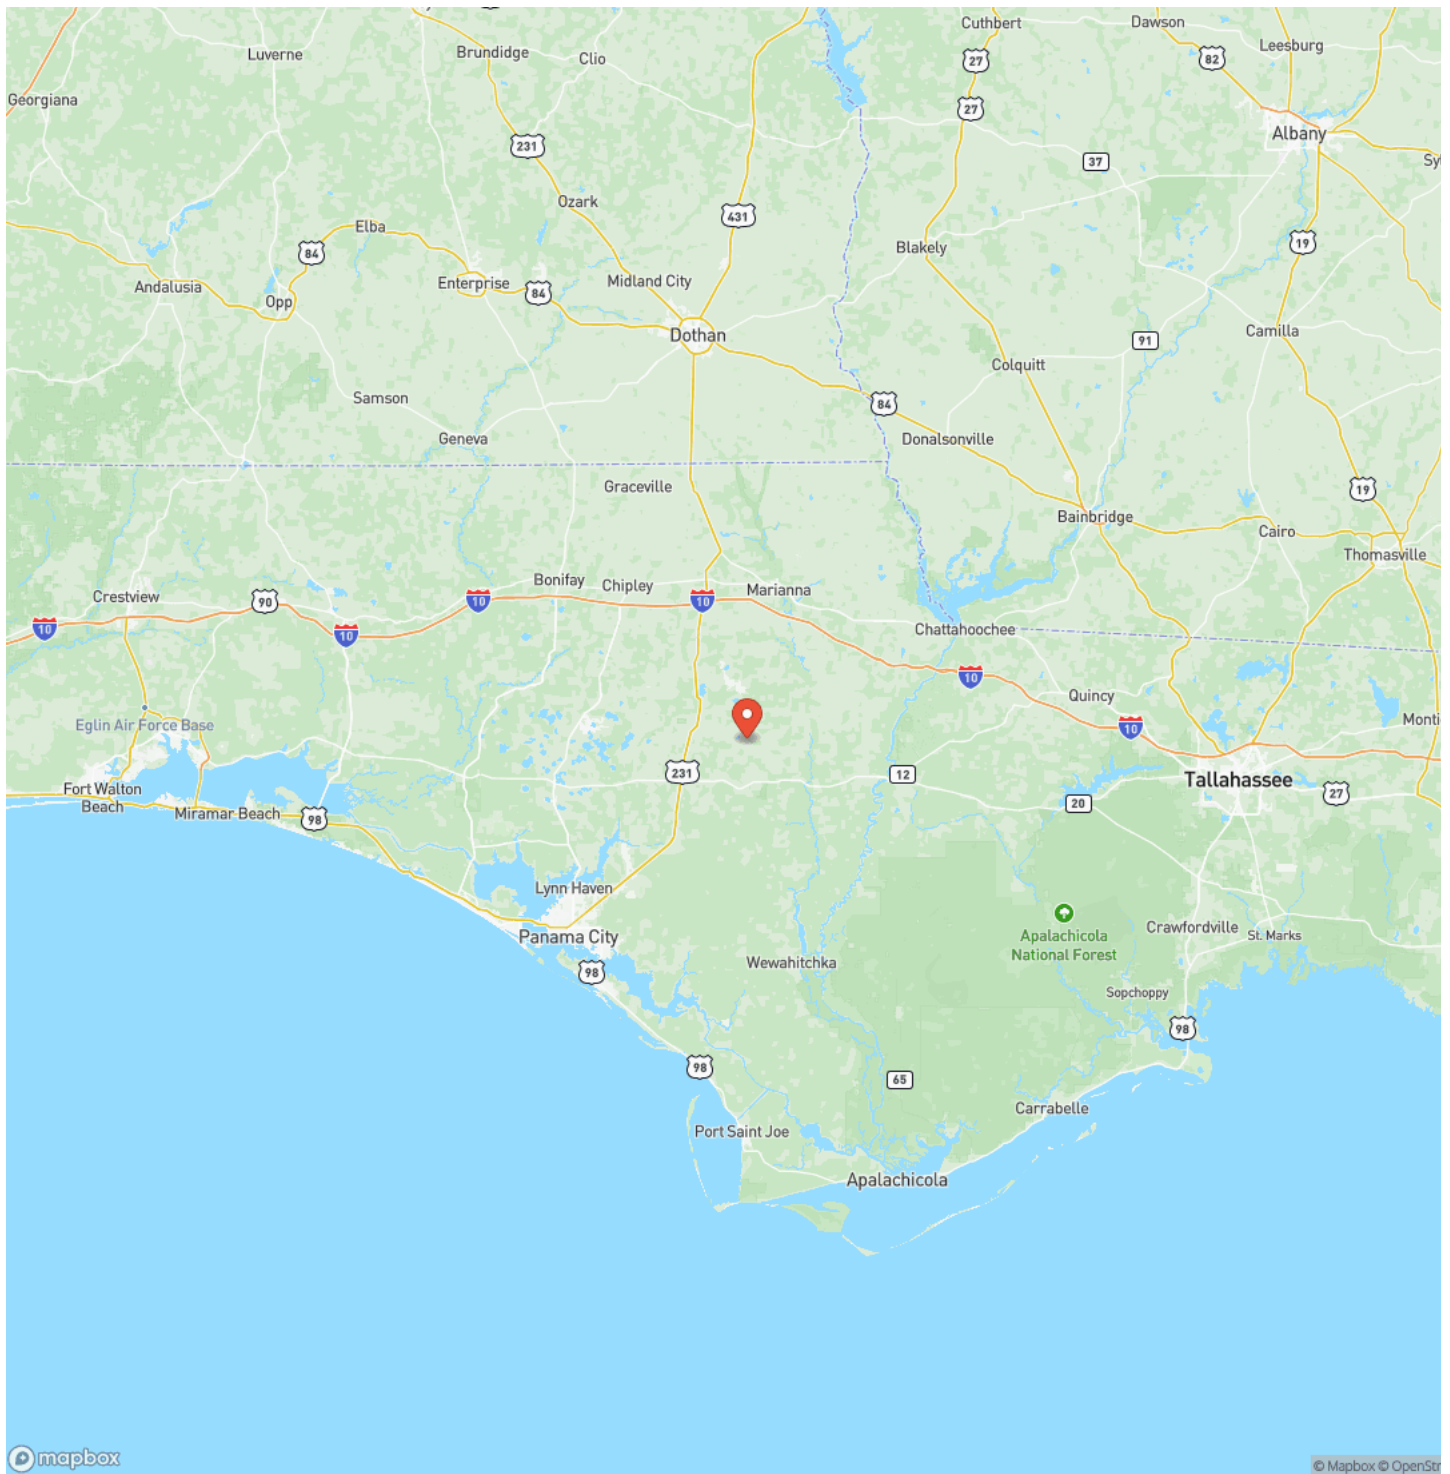 Cuthbert
Dawson
Luverne
Brundidge
Clio
27
82
Leesburg
Georgiana
27
Albany
231
37
Sy
Ozark
431
Elba
84
Blakely
19
Andalusia
Opp
Enterprise
84
Midland City
Dothan
91
Camilla
Colquitt
Samson
84
Geneva
Donalsonville
Graceville
19
Bainbridge
Cairo
Thomasville
Crestview
90
10
Bonifay
Chipley
10
Marianna
10
10
Chattahoochee
10
Quincy
Eglin Air Force Base
10
Monti
231
12
Tallahassee
Fort Walton
Beach
Miramar Beach
98
20
27
Lynn Haven
Panama City
Apalachicola
National Forest
Crawfordville
St. Marks
98
Wewahitchka
Sopchoppy
98
98
65
Carrabelle
Port Saint Joe
Apalachicola
mapbox
© Mapbox © OpenStr